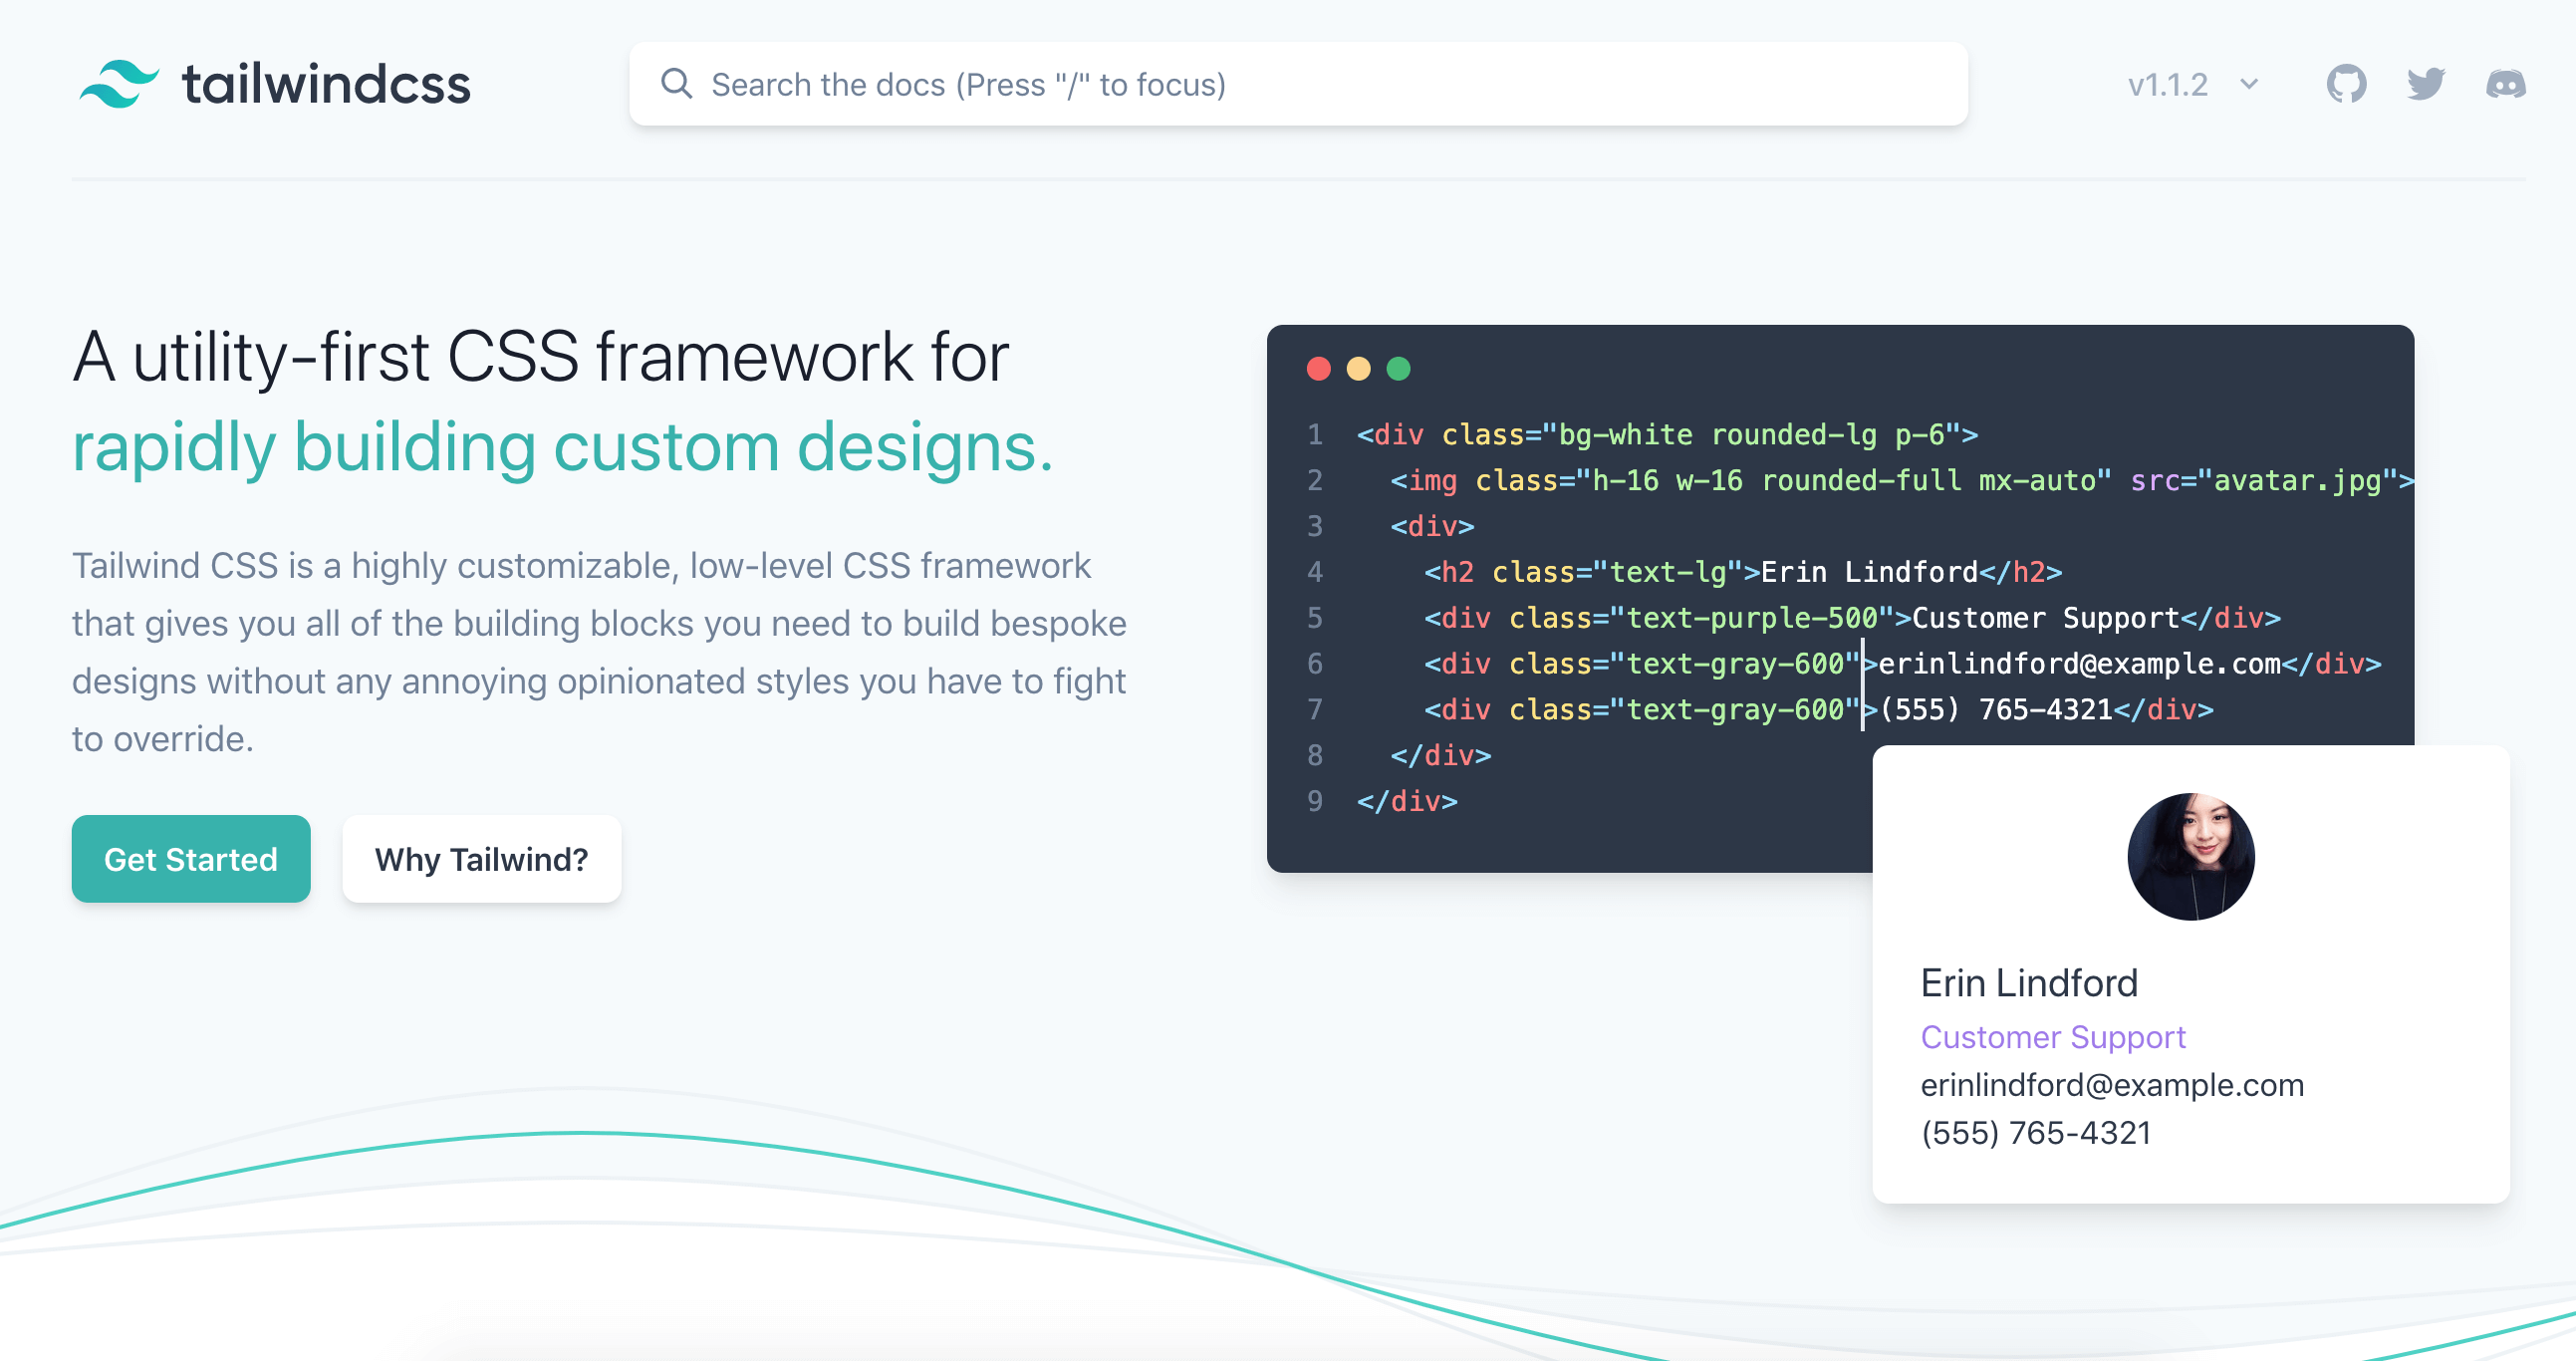 tailwindcss
Search the docs (Press "/" to focus)
v1.1.2
A utility-first CSS framework for
rapidly building custom designs.
Tailwind CSS is a highly customizable, low-level CSS framework
that gives you all of the building blocks you need to build bespoke
designs without any annoying opinionated styles you have to fight
to override.
Get Started
Why Tailwind?
1 <div class="bg-white rounded-lg p-6">
2   <img class="h-16 w-16 rounded-full mx-auto" src="avatar.jpg">
3   <div>
4     <h2 class="text-lg">Erin Lindford</h2>
5     <div class="text-purple-500">Customer Support</div>
6     <div class="text-gray-600">erinlindford@example.com</div>
7     <div class="text-gray-600">(555) 765-4321</div>
8   </div>
9 </div>
Erin Lindford
Customer Support
erinlindford@example.com
(555) 765-4321